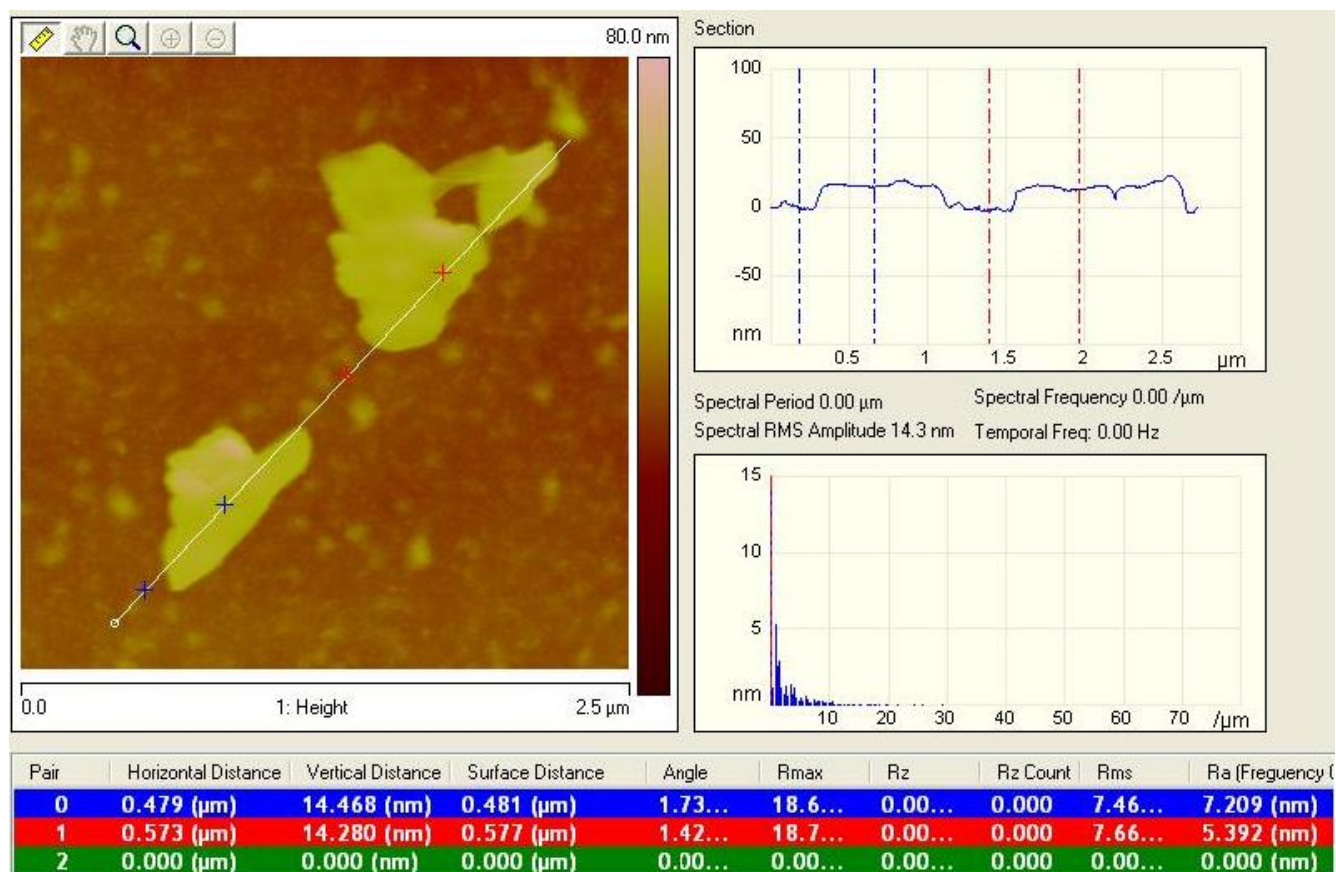 80.0 nm
0.0 1: Height 2.5 µm
Section
100
50
0
-50
nm
0.5 1 1.5 2 2.5 µm
Spectral Period 0.00 µm Spectral Frequency 0.00 /µm
Spectral RMS Amplitude 14.3 nm Temporal Freq: 0.00 Hz
15
10
5
nm
10 20 30 40 50 60 70 /µm
Pair Horizontal Distance Vertical Distance Surface Distance Angle Rmax Rz Rz Count Rms Ra (Freguency
0 0.479 (µm) 14.468 (nm) 0.481 (µm) 1.73... 18.6... 0.00... 0.000 7.46... 7.209 (nm)
1 0.573 (µm) 14.280 (nm) 0.577 (µm) 1.42... 18.7... 0.00... 0.000 7.66... 5.392 (nm)
2 0.000 (µm) 0.000 (nm) 0.000 (µm) 0.00... 0.00... 0.00... 0.000 0.00... 0.000 (nm)